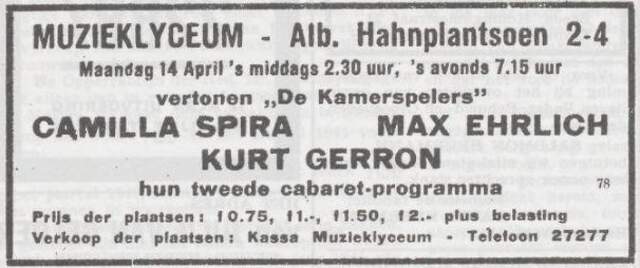 MUZIEKLYCEUM - Alb. Hahnplantsoen 2-4
Maandag 14 April 's middags 2.30 uur, 's avonds 7.15 uur
vertonen „De Kamerspelers"
CAMILLA SPIRA MAX EHRLICH
KURT GERRON
hun tweede cabaret-programma 78
Prijs der plaatsen: f0.75, f1.-, f1.50, f2.- plus belasting
Verkoop der plaatsen: Kassa Muzieklyceum - Teleloon 27277